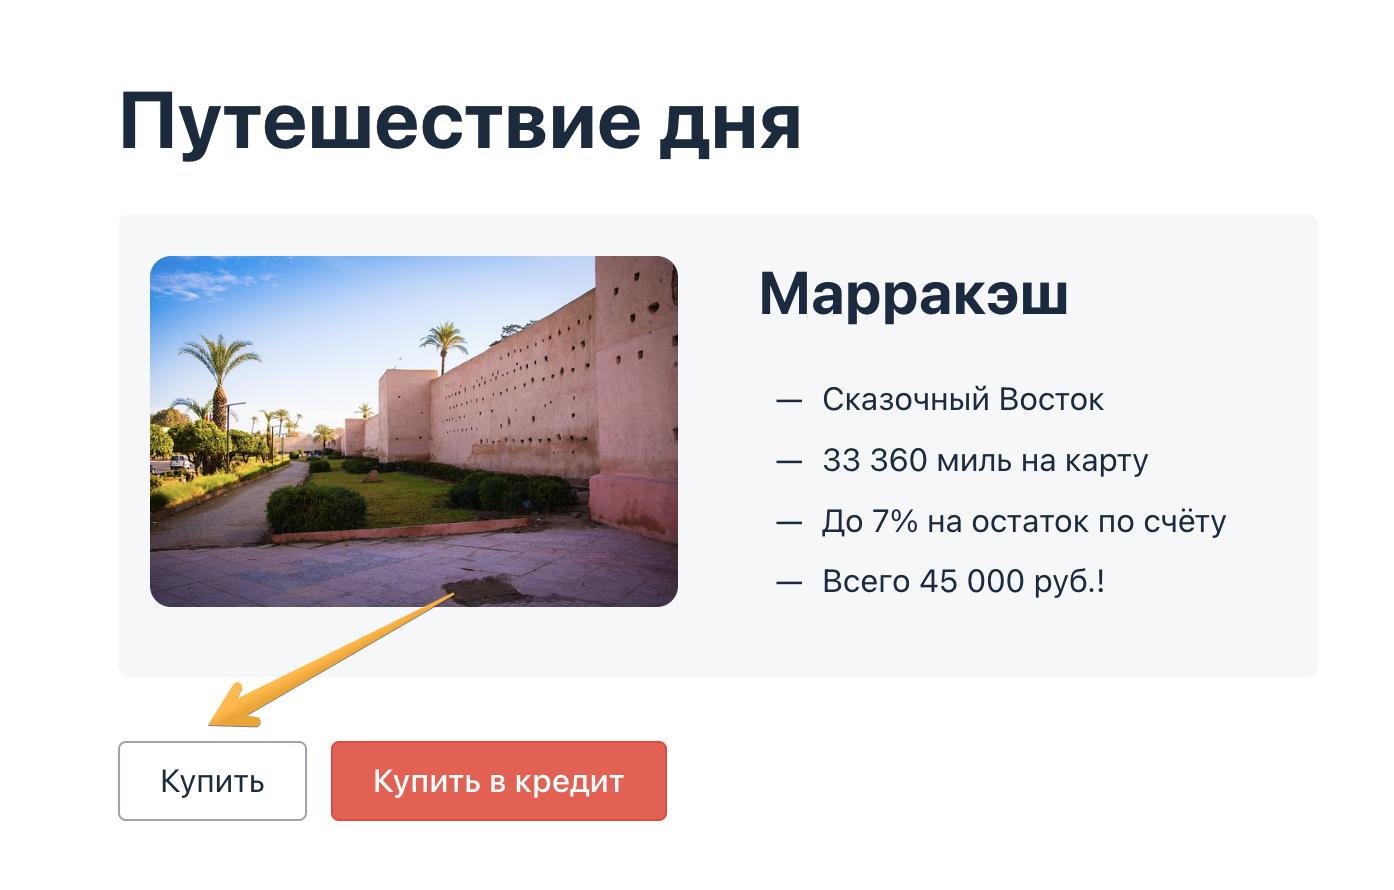 Путешествие дня
Марракэш
— Сказочный Восток
— 33 360 миль на карту
— До 7% на остаток по счёту
— Всего 45 000 руб.!
Купить
Купить в кредит